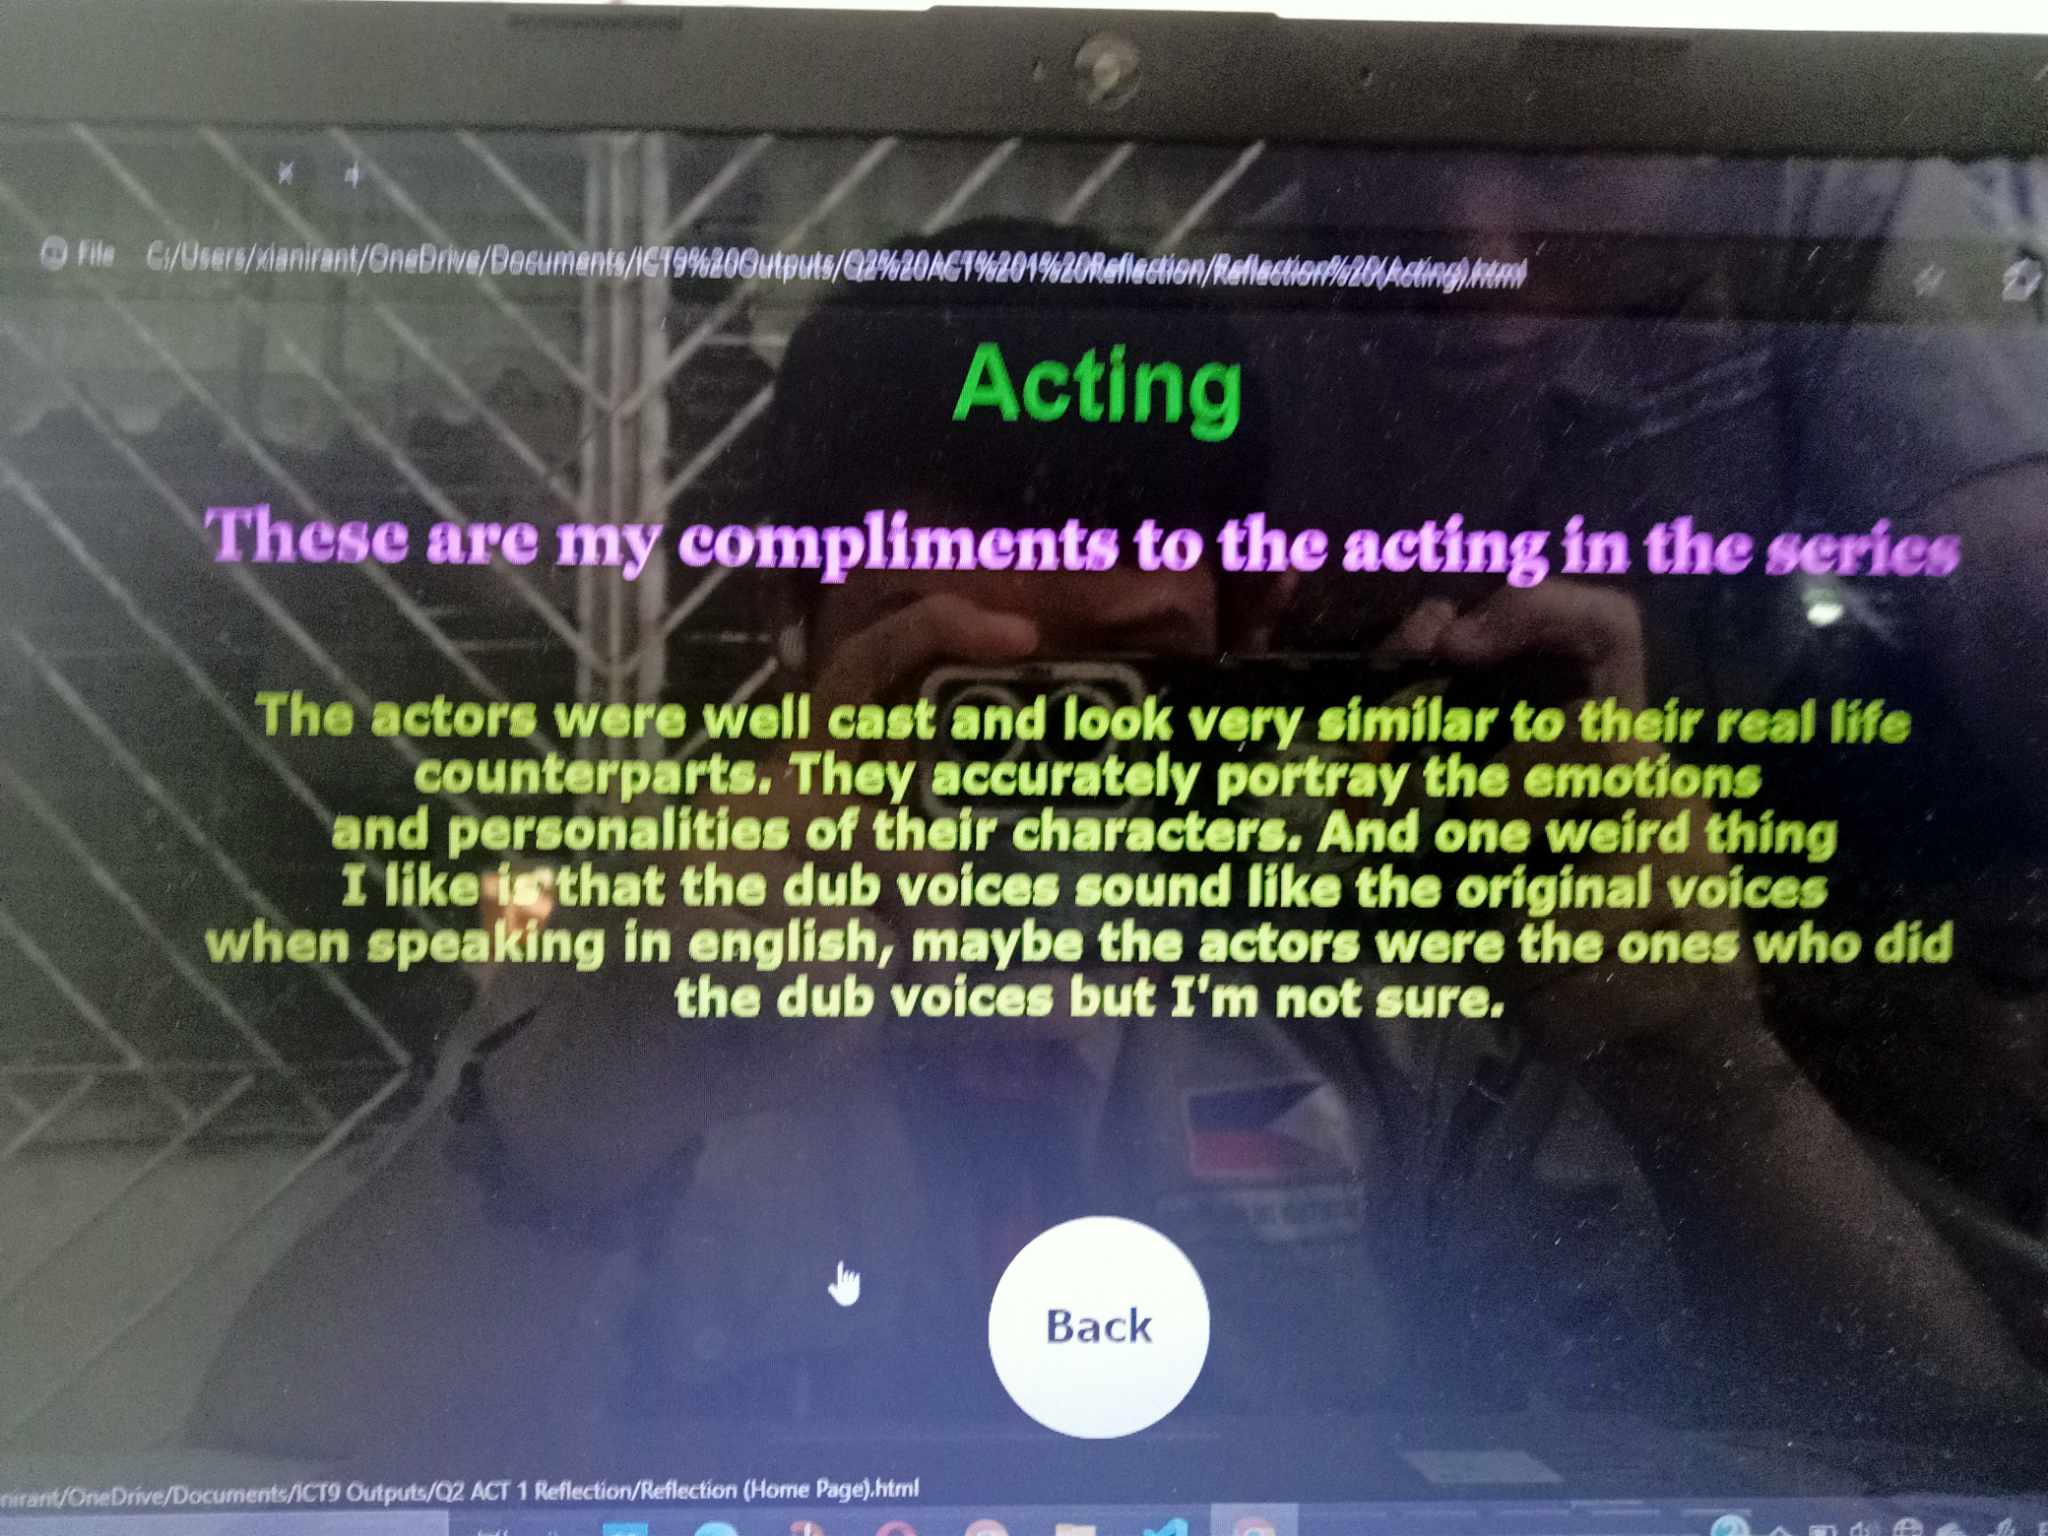 File C:/Users/xianirant/OneDrive/Documents/ICT9%20Outputs/Q2%20ACT%201%20Reflection/Reflection%20(Acting).html
Acting
These are my compliments to the acting in the series
The actors were well cast and look very similar to their real life
counterparts. They accurately portray the emotions
and personalities of their characters. And one weird thing
I like is that the dub voices sound like the original voices
when speaking in english, maybe the actors were the ones who did
the dub voices but I'm not sure.
Back
nirant/OneDrive/Documents/ICT9 Outputs/Q2 ACT 1 Reflection/Reflection (Home Page).html